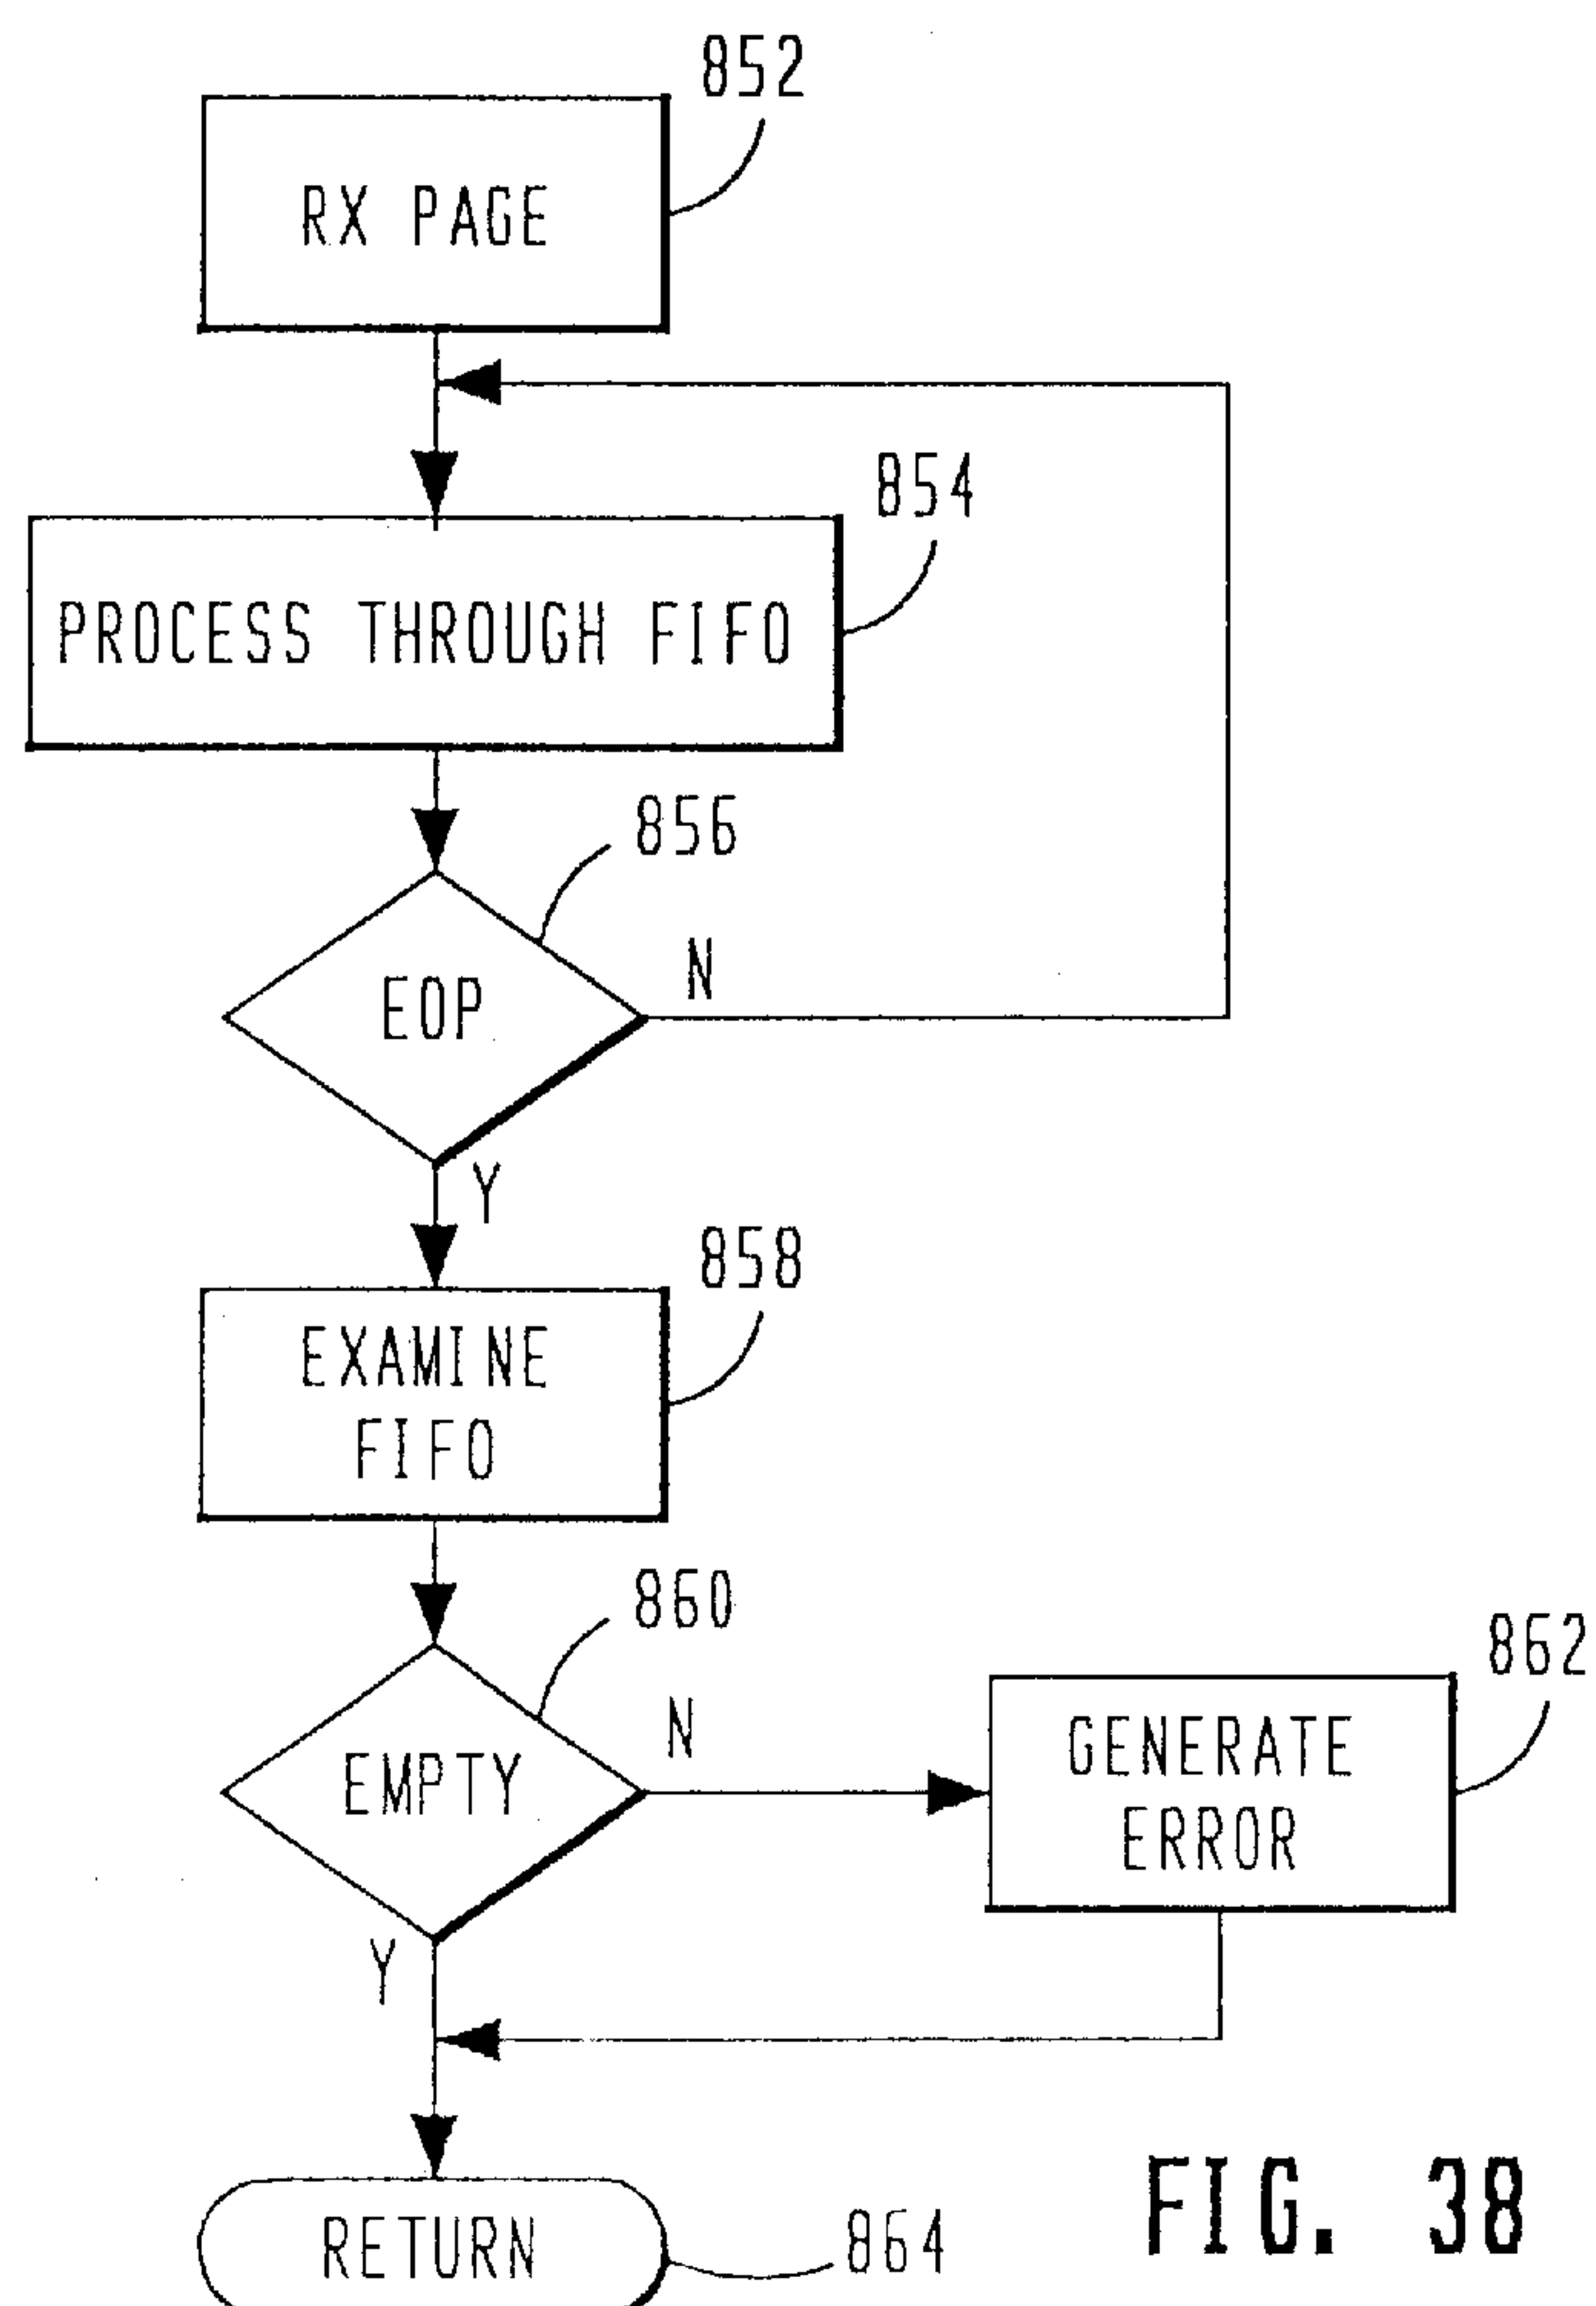 852
RX PAGE
854
PROCESS THROUGH FIFO
856
EOP
N
Y
858
EXAMINE
FIFO
860
EMPTY
N
862
GENERATE
ERROR
Y
RETURN
864
FIG. 38